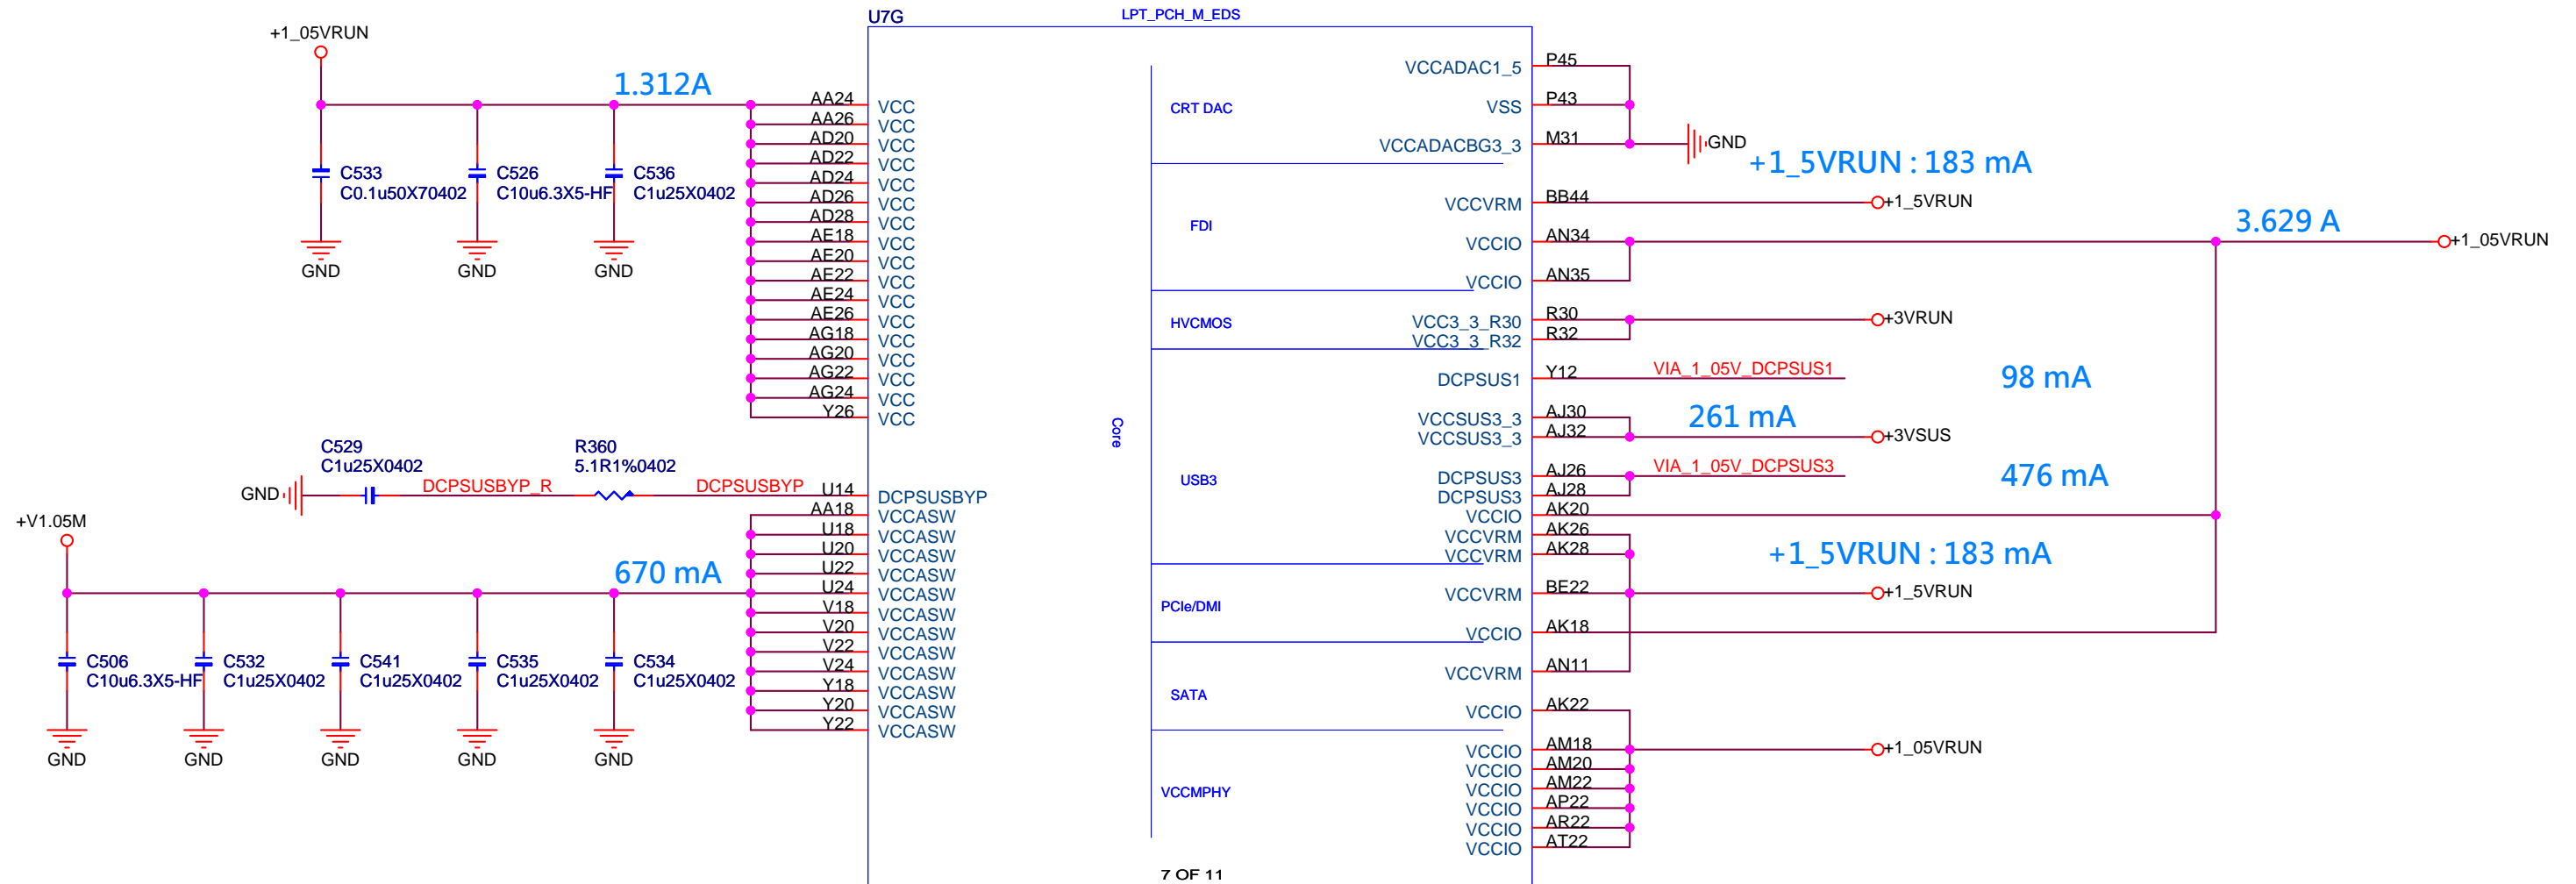 U7G
LPT_PCH_M_EDS
+1_05VRUN
1.312A
C533
C0.1u50X70402
C526
C10u6.3X5-HF
C536
C1u25X0402
GND
GND
GND
AA24 VCC
AA26 VCC
AD20 VCC
AD22 VCC
AD24 VCC
AD26 VCC
AD28 VCC
AE18 VCC
AE20 VCC
AE22 VCC
AE24 VCC
AE26 VCC
AG18 VCC
AG20 VCC
AG22 VCC
AG24 VCC
Y26 VCC
C529
C1u25X0402
R360
5.1R1%0402
GND
DCPSUSBYP_R
DCPSUSBYP
U14 DCPSUSBYP
+V1.05M
670 mA
AA18 VCCASW
U18 VCCASW
U20 VCCASW
U22 VCCASW
U24 VCCASW
V18 VCCASW
V20 VCCASW
V22 VCCASW
V24 VCCASW
Y18 VCCASW
Y20 VCCASW
Y22 VCCASW
C506
C10u6.3X5-HF
C532
C1u25X0402
C541
C1u25X0402
C535
C1u25X0402
C534
C1u25X0402
GND
GND
GND
GND
GND
Core
CRT DAC
FDI
HVCMOS
USB3
PCIe/DMI
SATA
VCCMPHY
VCCADAC1_5 P45
VSS P43
VCCADACBG3_3 M31
GND
+1_5VRUN : 183 mA
VCCVRM BB44
+1_5VRUN
VCCIO AN34
3.629 A
+1_05VRUN
VCCIO AN35
VCC3_3_R30 R30
+3VRUN
VCC3_3_R32 R32
DCPSUS1 Y12
VIA_1_05V_DCPSUS1
98 mA
VCCSUS3_3 AJ30
261 mA
VCCSUS3_3 AJ32
+3VSUS
DCPSUS3 AJ26
VIA_1_05V_DCPSUS3
476 mA
DCPSUS3 AJ28
VCCIO AK20
VCCVRM AK26
VCCVRM AK28
+1_5VRUN : 183 mA
VCCVRM BE22
+1_5VRUN
VCCIO AK18
VCCVRM AN11
VCCIO AK22
VCCIO AM18
+1_05VRUN
VCCIO AM20
VCCIO AM22
VCCIO AP22
VCCIO AR22
VCCIO AT22
7 OF 11